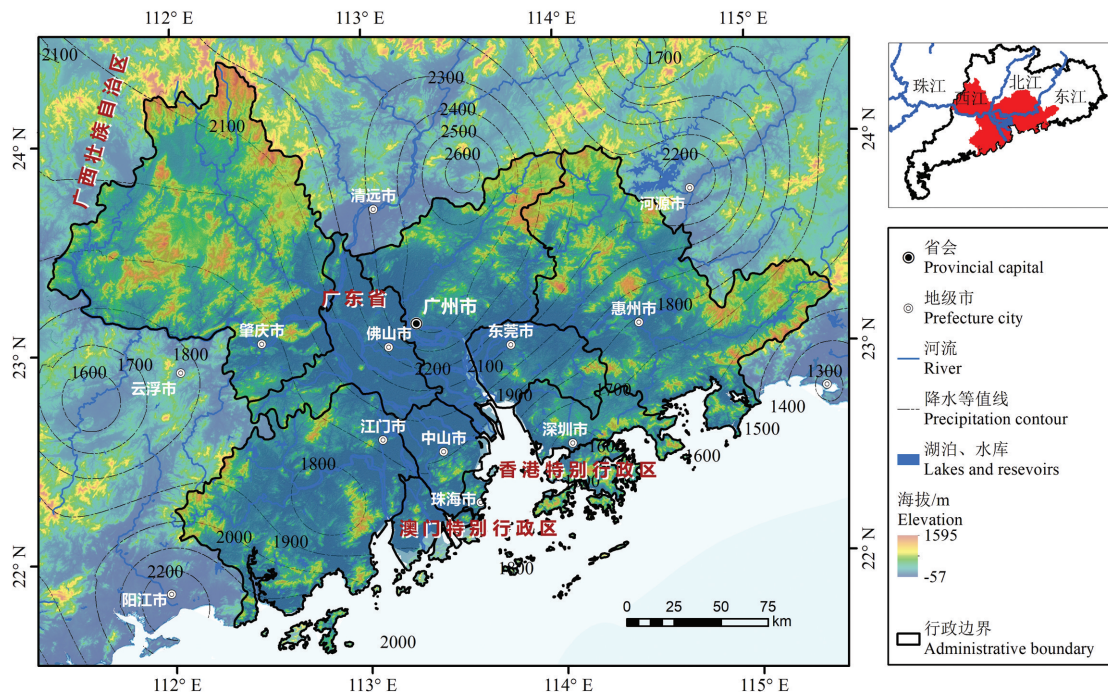 112° E
113° E
114° E
115° E
2100
1700
2300
2400
2500
2600
2200
2100
24° N
24° N
广西壮族自治区
清远市
河源市
广东省
广州市
惠州市
1800
肇庆市
佛山市
东莞市
23° N
23° N
1800
1700
1600
云浮市
2200
2100
1900
1700
1300
1400
1500
江门市
中山市
深圳市
1600
1600
1800
香港特别行政区
珠海市
澳门特别行政区
2000
1900
22° N
22° N
2200
阳江市
1800
2000
0 25 50 75
km
112° E
113° E
114° E
115° E
珠江
西江
北江
东江
省会
Provincial capital
地级市
Prefecture city
河流
River
降水等值线
Precipitation contour
湖泊、水库
Lakes and resevoirs
海拔/m
Elevation
1595
-57
行政边界
Administrative boundary